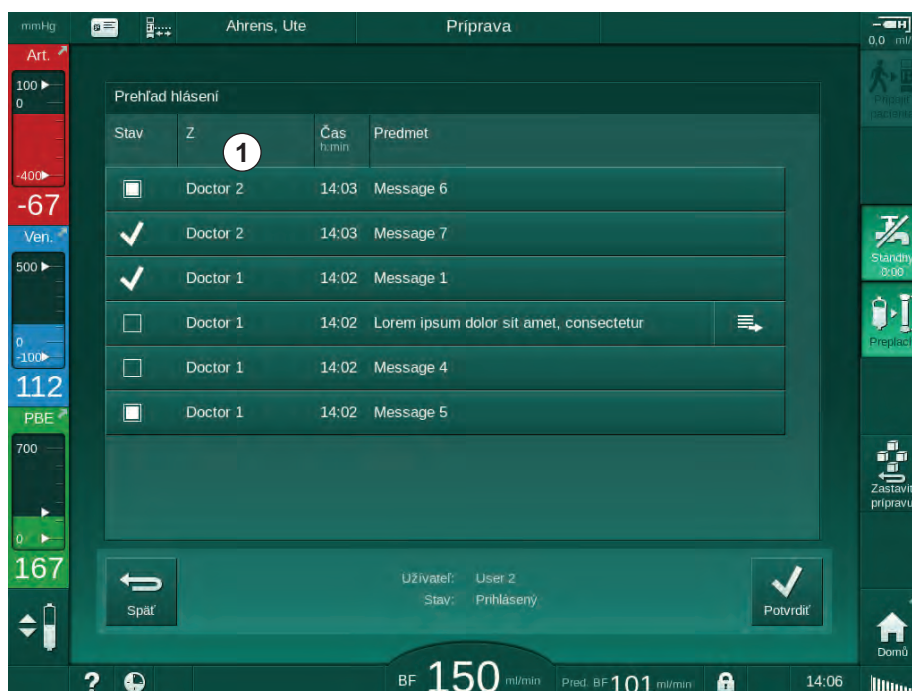 mmHg
Ahrens, Ute
Príprava
H
0,0 ml/
Art.
100
0
-400
-67
Ven.
500
0
-100
112
PBE
700
0
167
Prehľad hlásení
Stav Z Čas Predmet
h:min
1
Doctor 2 14:03 Message 6
Doctor 2 14:03 Message 7
Doctor 1 14:02 Message 1
Doctor 1 14:02 Lorem ipsum dolor sit amet, consectetur
Doctor 1 14:02 Message 4
Doctor 1 14:02 Message 5
Užívateľ: User 2
Stav: Prihlásený
Späť
Potvrdiť
Standby
0:00
Preplach
Zastaviť
prípravu
Domů
?
BF 150 ml/min
Pred. BF 101 ml/min
14:06